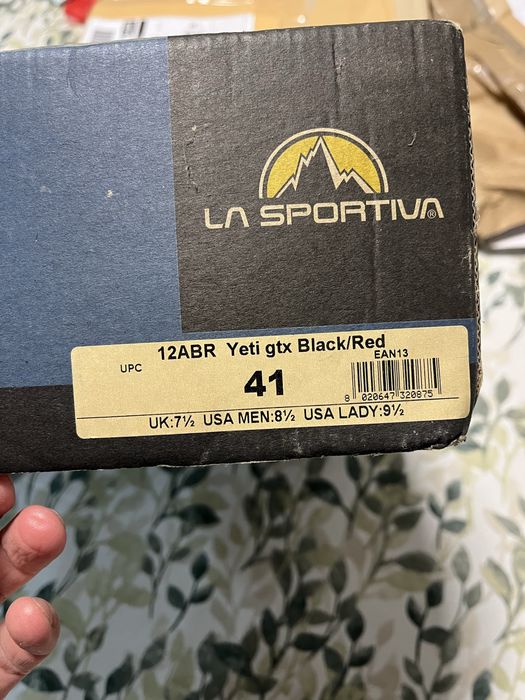 LA SPORTIVA®
12ABR Yeti gtx Black/Red
UPC
EAN13
41
8 020647 320875
UK:7½ USA MEN:8½ USA LADY:9½